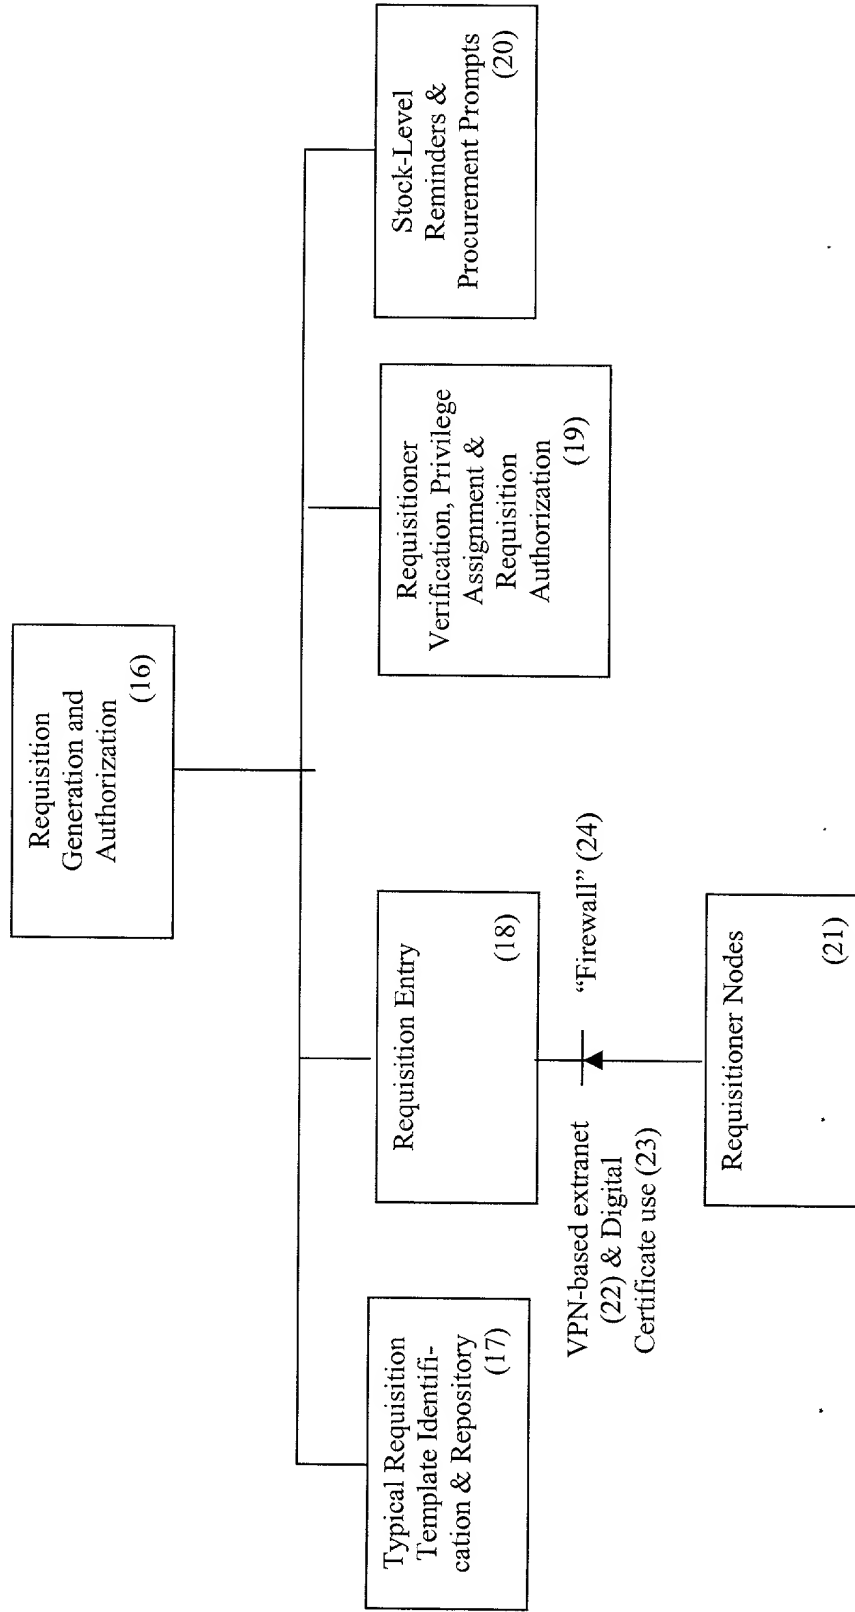 Requisition
Generation and
Authorization
(16)
Typical Requisition
Template Identifi-
cation & Repository
(17)
Requisition Entry
(18)
Requisitioner
Verification, Privilege
Assignment &
Requisition
Authorization
(19)
Stock-Level
Reminders &
Procurement Prompts
(20)
VPN-based extranet
(22) & Digital
Certificate use (23)
“Firewall” (24)
Requisitioner Nodes
(21)